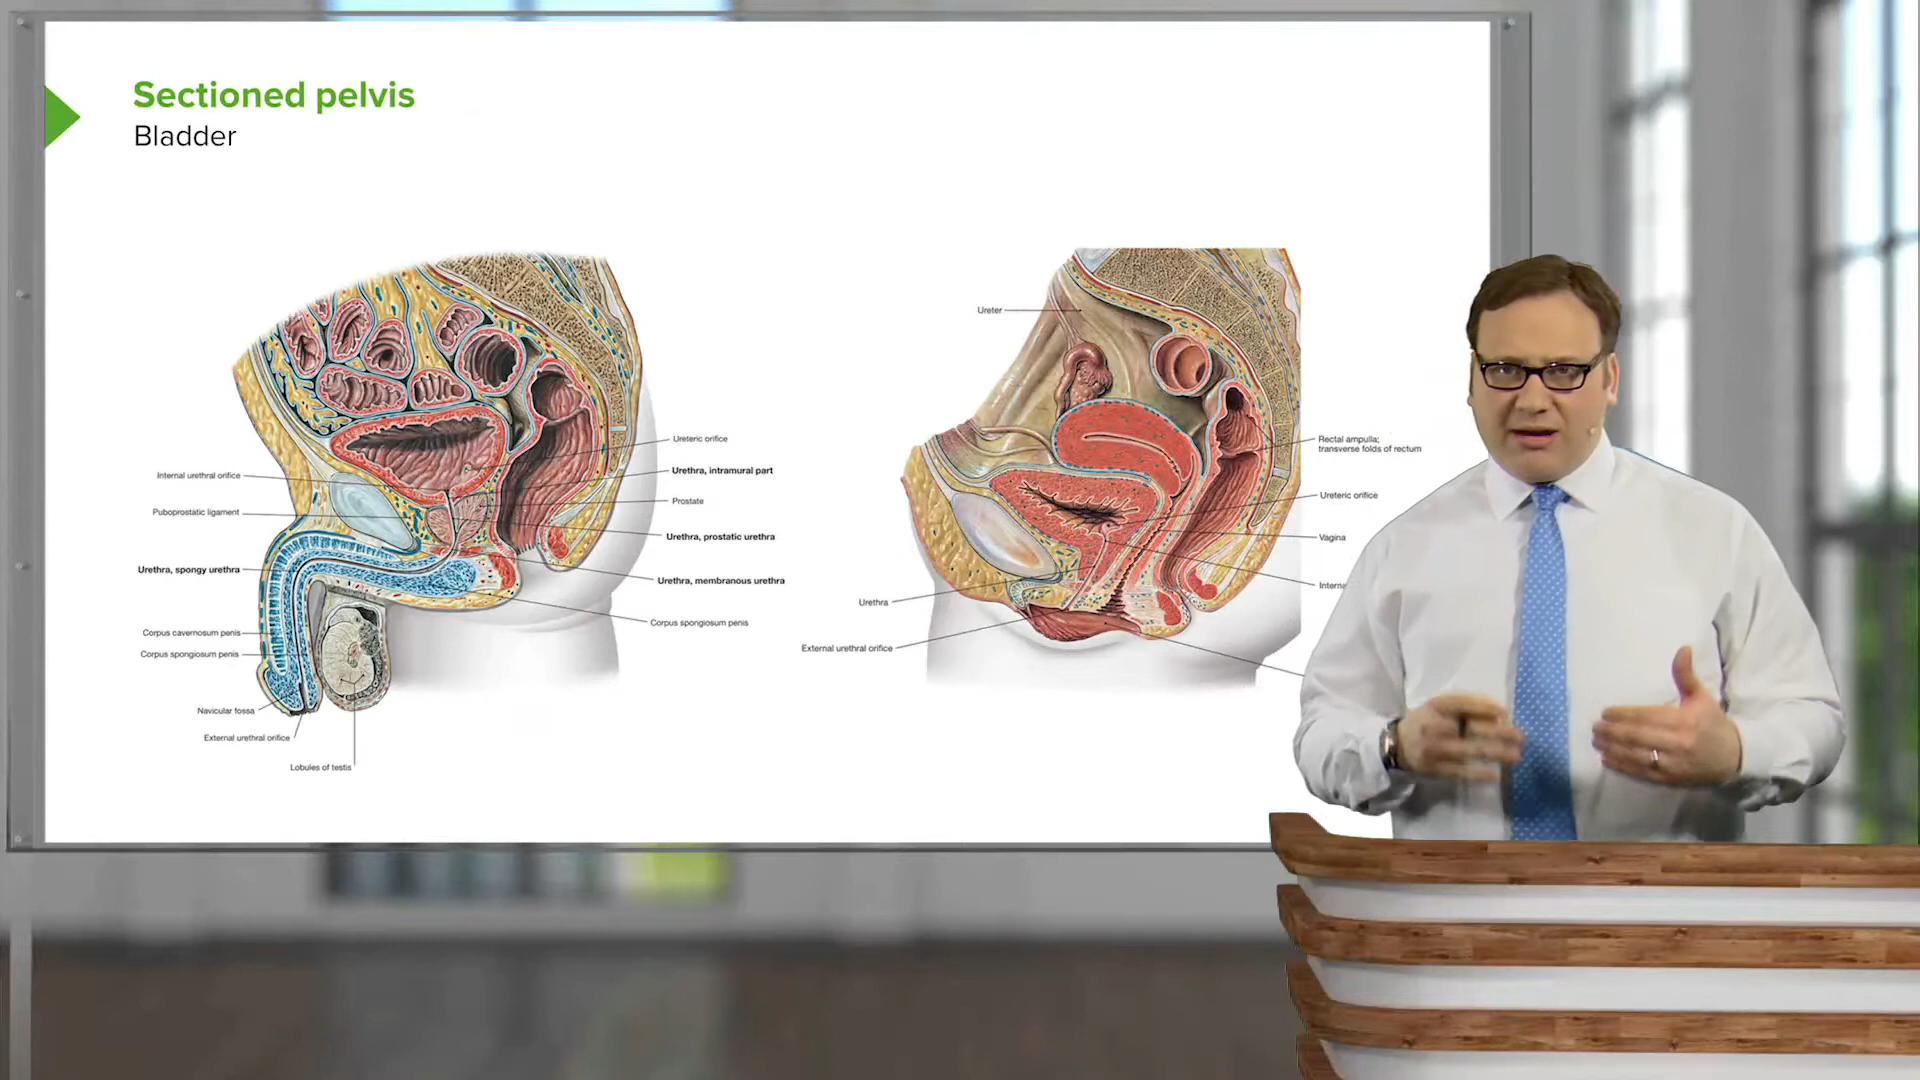 Sectioned pelvis
Bladder
Internal urethral orifice
Puboprostatic ligament
Urethra, spongy urethra
Corpus cavernosum penis
Corpus spongiosum penis
Navicular fossa
External urethral orifice
Lobules of testis
Ureteric orifice
Urethra, intramural part
Prostate
Urethra, prostatic urethra
Urethra, membranous urethra
Corpus spongiosum penis
Ureter
Urethra
External urethral orifice
Rectal ampulla;
transverse folds of rectum
Ureteric orifice
Vagina